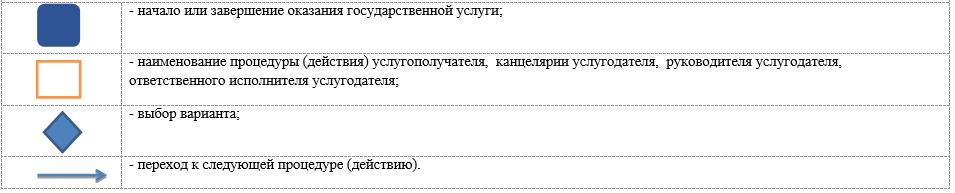 - начало или завершение оказания государственной услуги;
- наименование процедуры (действия) услугополучателя, канцелярии услугодателя, руководителя услугодателя,
ответственного исполнителя услугодателя;
- выбор варианта;
- переход к следующей процедуре (действию).